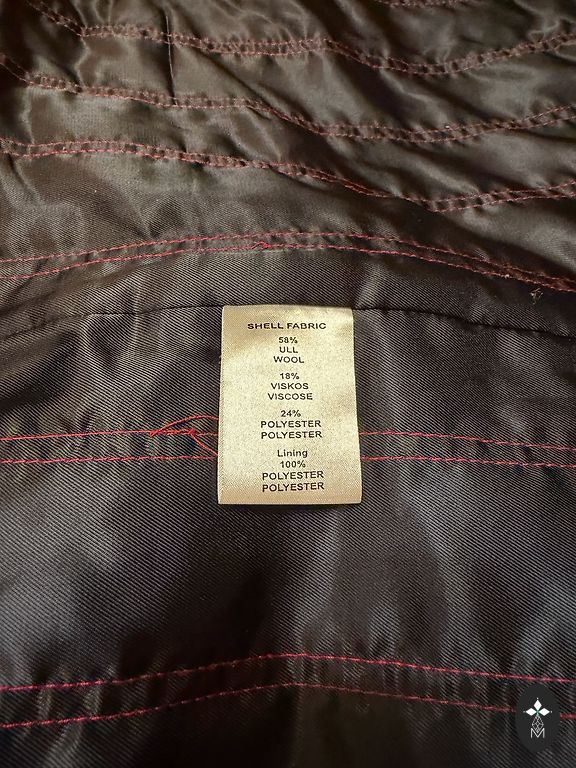 SHELL FABRIC
58%
ULL
WOOL
18%
VISKOS
VISCOSE
24%
POLYESTER
POLYESTER
Lining
100%
POLYESTER
POLYESTER
M